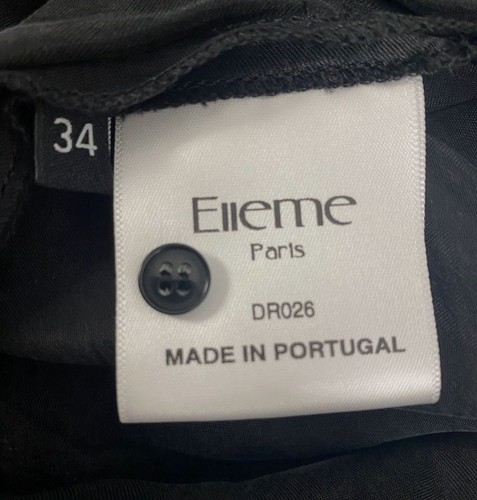 34
Elleme
Paris
DR026
MADE IN PORTUGAL